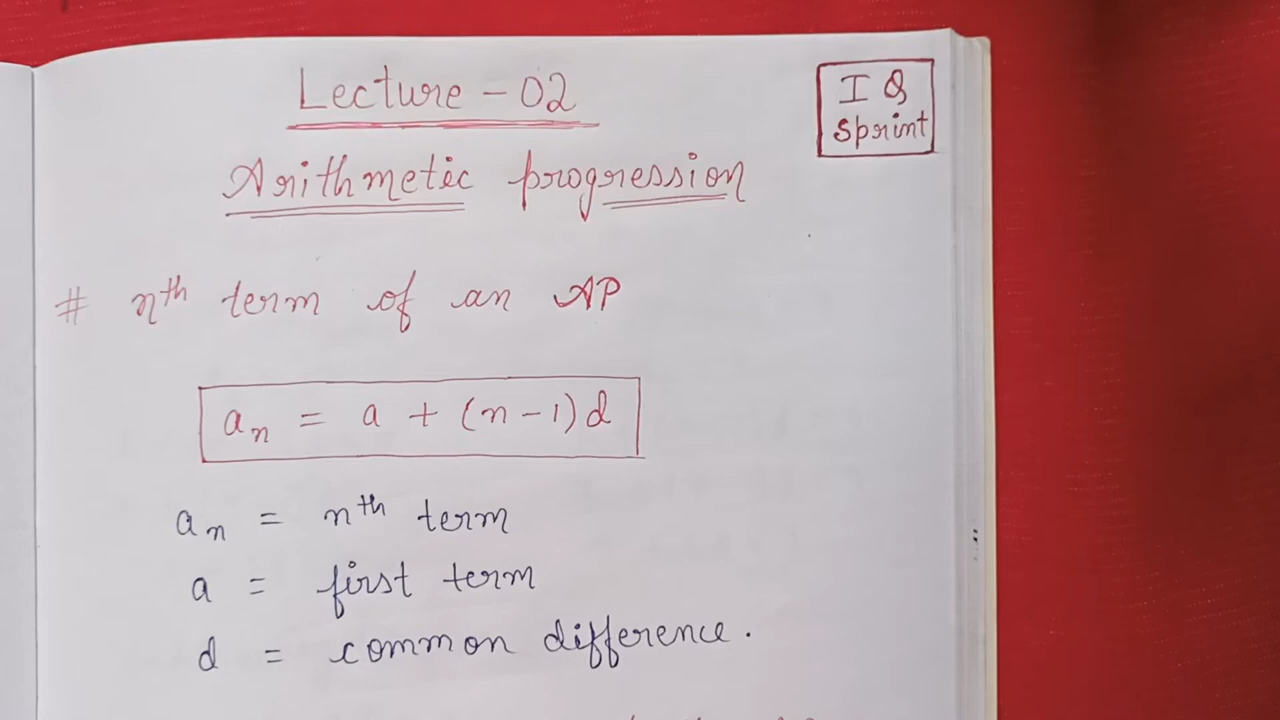 Lecture - 02
I Q
Sprint
Arithmetic progression
# nth term of an AP
an = a + (n-1)d
an = nth term
a = first term
d = common difference.